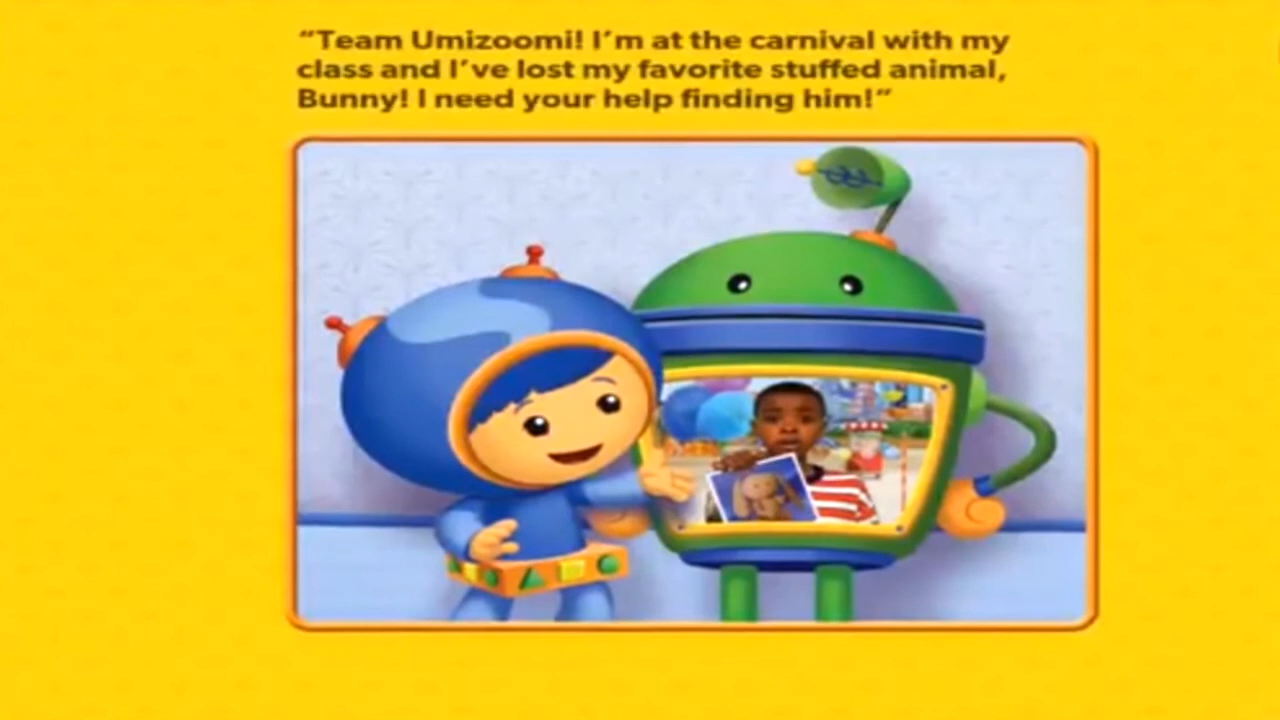 “Team Umizoomi! I’m at the carnival with my
class and I’ve lost my favorite stuffed animal,
Bunny! I need your help finding him!”